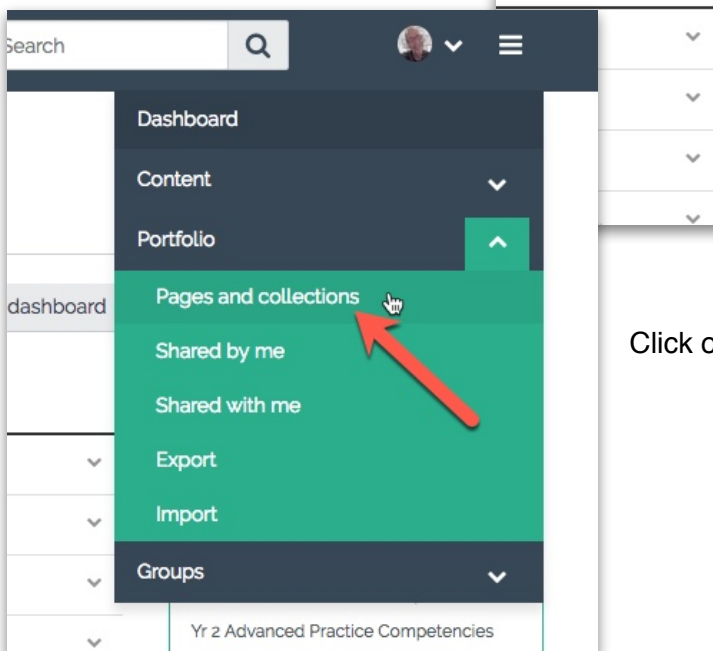 Search
Dashboard
Content
Portfolio
Pages and collections
Shared by me
Shared with me
Export
Import
Groups
dashboard
Click
Yr 2 Advanced Practice Competencies